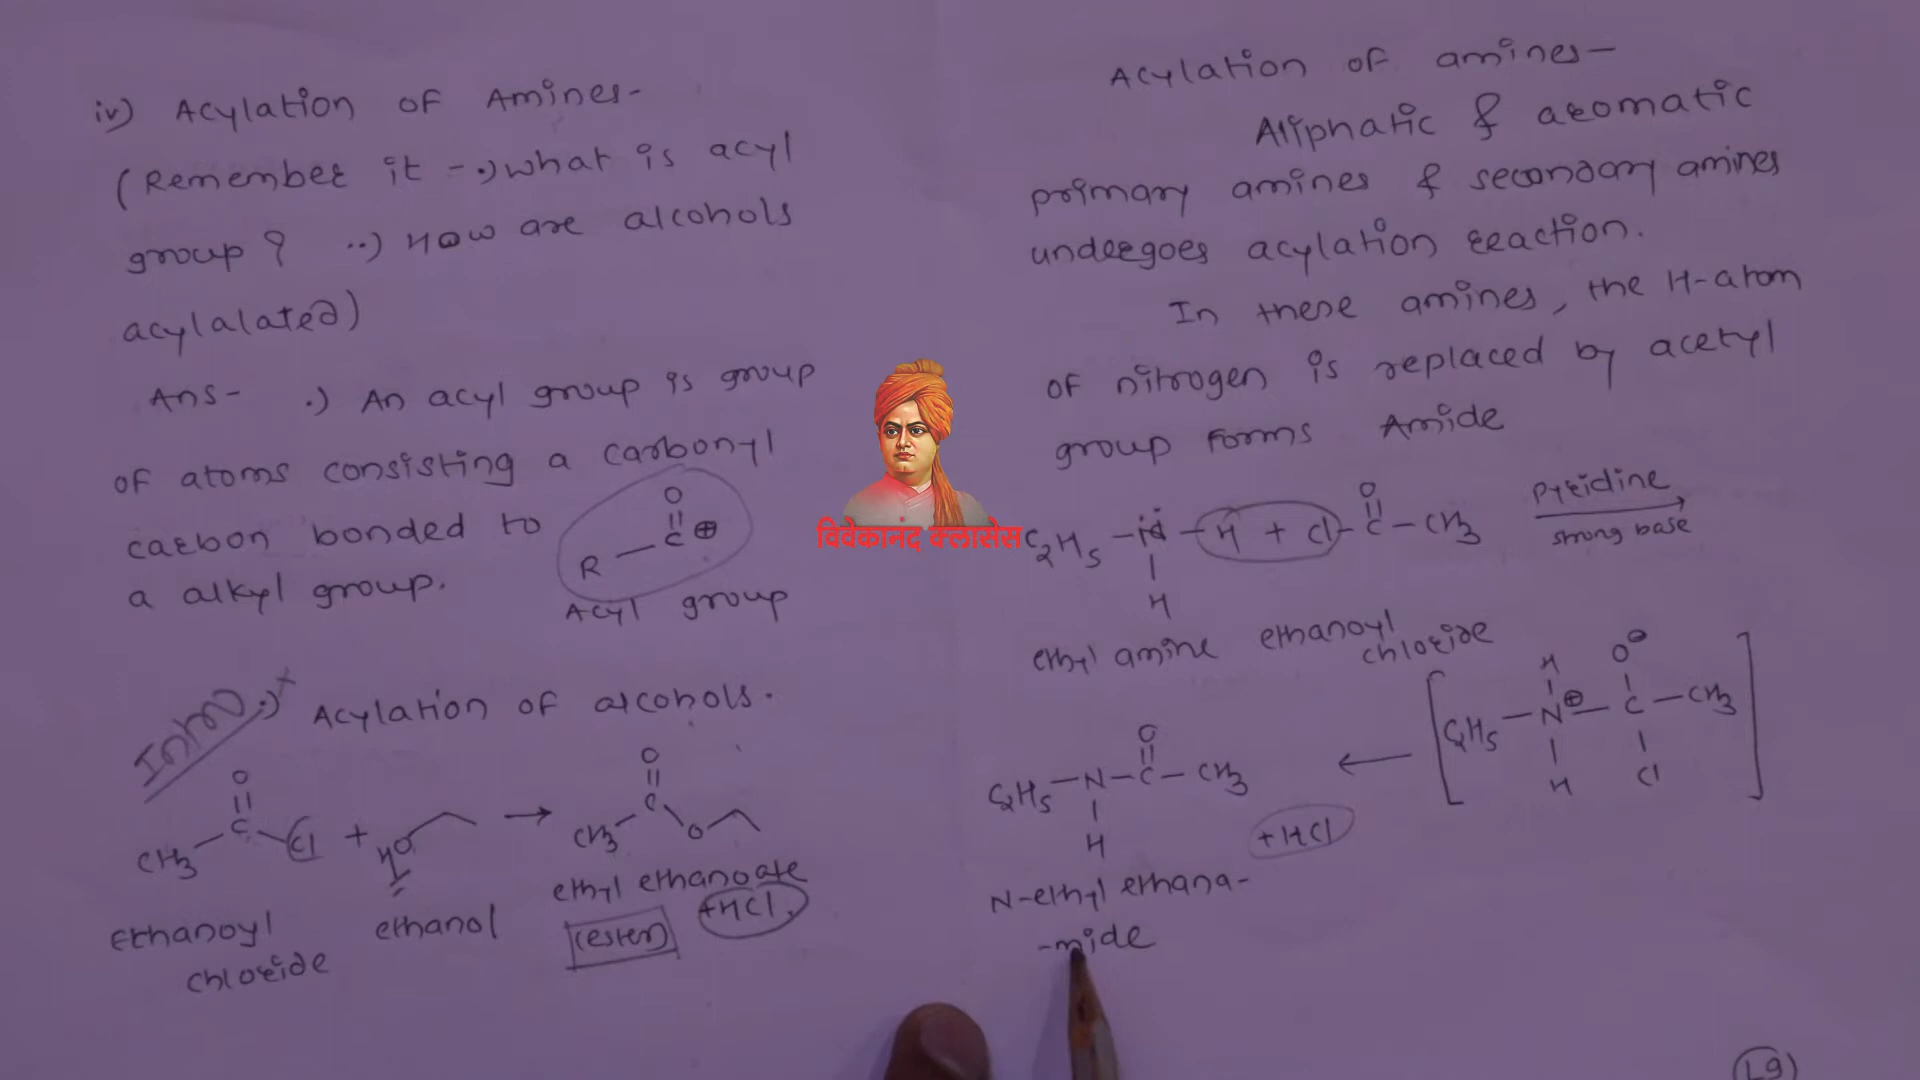 iv) Acylation of Amines-
(Remember it -.) what is acyl
group ? ..) How are alcohols
acylalated)
Ans- .) An acyl group is group
of atoms consisting a carbonyl
carbon bonded to
a alkyl group.
O
R — C ⊕
Acyl group
Intro .) Acylation of alcohols.
O
CH3 C Cl + HO → CH3 C O
O
Ethanoyl chloride
ethanol
ethyl ethanoate
(ester)
+HCl.
Acylation of amines—
Aliphatic & aromatic
primary amines & secondary amines
undergoes acylation reaction.
In these amines, the H-atom
of nitrogen is replaced by acetyl
group forms Amide
विवेकानंद क्लासेस
O
C2H5 — N — H + Cl — C — CH3
H
Pyridine
strong base
ethyl amine
ethanoyl chloride
H O⊖
C2H5 — N⊕ — C — CH3
H Cl
O
C2H5 — N — C — CH3
H
+HCl
N-ethyl ethana-
-mide
L9